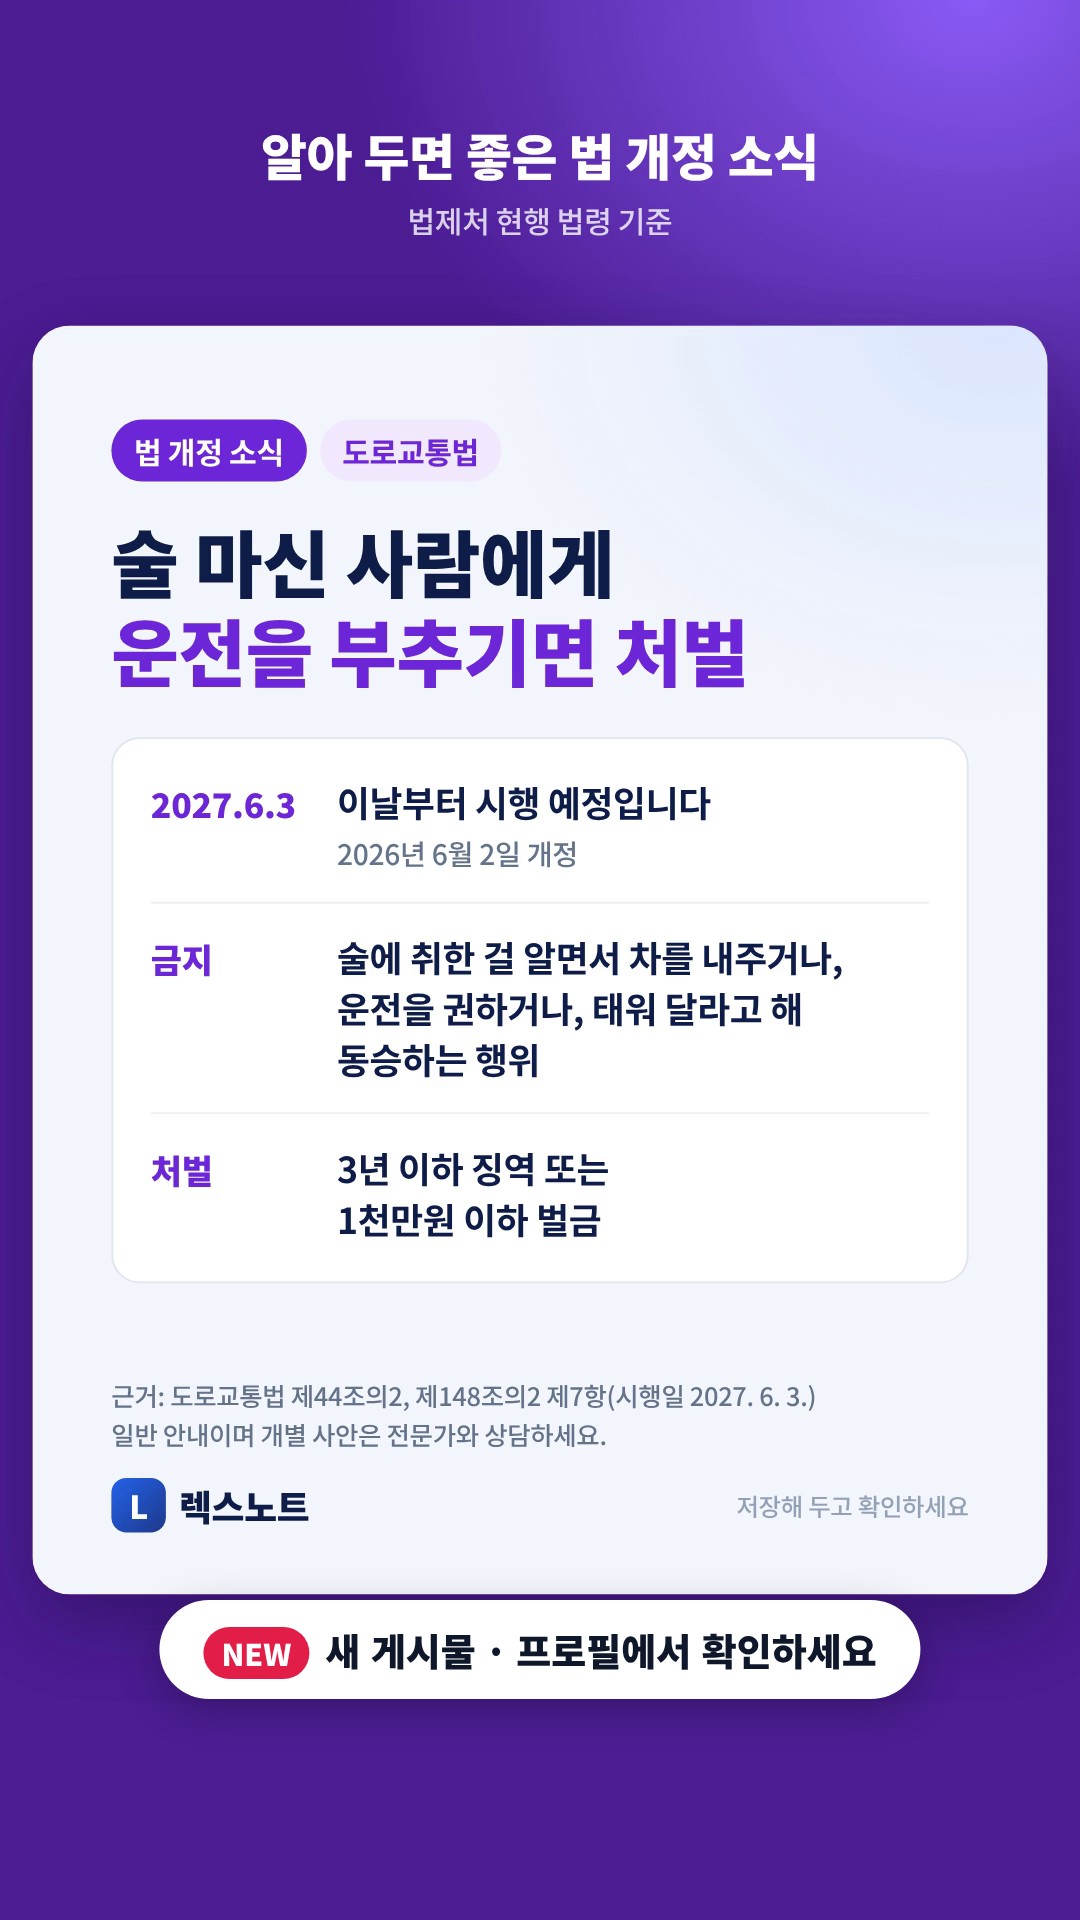 알아 두면 좋은 법 개정 소식
법제처 현행 법령 기준
법 개정 소식
도로교통법
술 마신 사람에게
운전을 부추기면 처벌
2027.6.3
이날부터 시행 예정입니다
2026년 6월 2일 개정
금지
술에 취한 걸 알면서 차를 내주거나,
운전을 권하거나, 태워 달라고 해
동승하는 행위
처벌
3년 이하 징역 또는
1천만원 이하 벌금
근거: 도로교통법 제44조의2, 제148조의2 제7항(시행일 2027. 6. 3.)
일반 안내이며 개별 사안은 전문가와 상담하세요.
L 렉스노트
저장해 두고 확인하세요
NEW 새 게시물 · 프로필에서 확인하세요